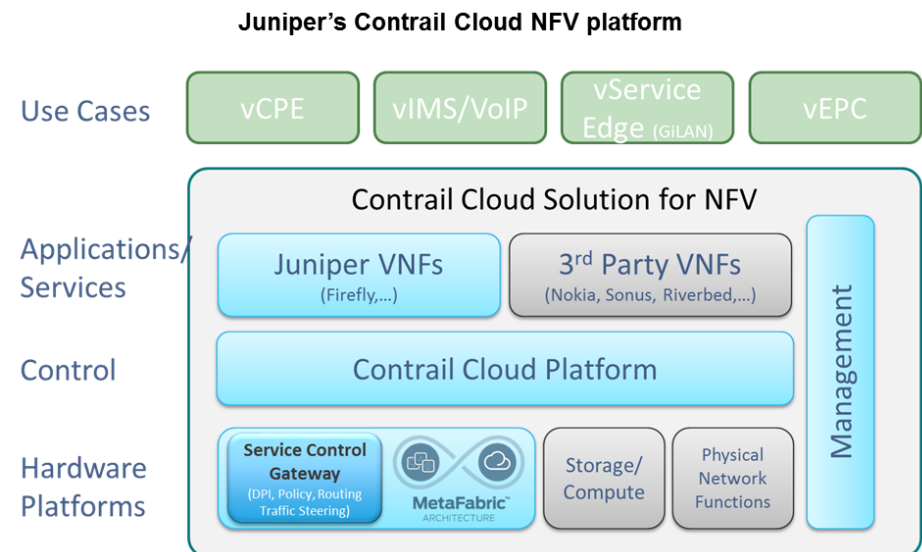 Juniper's Contrail Cloud NFV platform
Use Cases
vCPE
vIMS/VoIP
vService
Edge (GiLAN)
vEPC
Contrail Cloud Solution for NFV
Applications/
Services
Juniper VNFs
(Firefly,...)
3rd Party VNFs
(Nokia, Sonus, Riverbed,...)
Management
Control
Contrail Cloud Platform
Hardware
Platforms
Service Control
Gateway
(DPI, Policy, Routing
Traffic Steering)
MetaFabric™
ARCHITECTURE
Storage/
Compute
Physical
Network
Functions